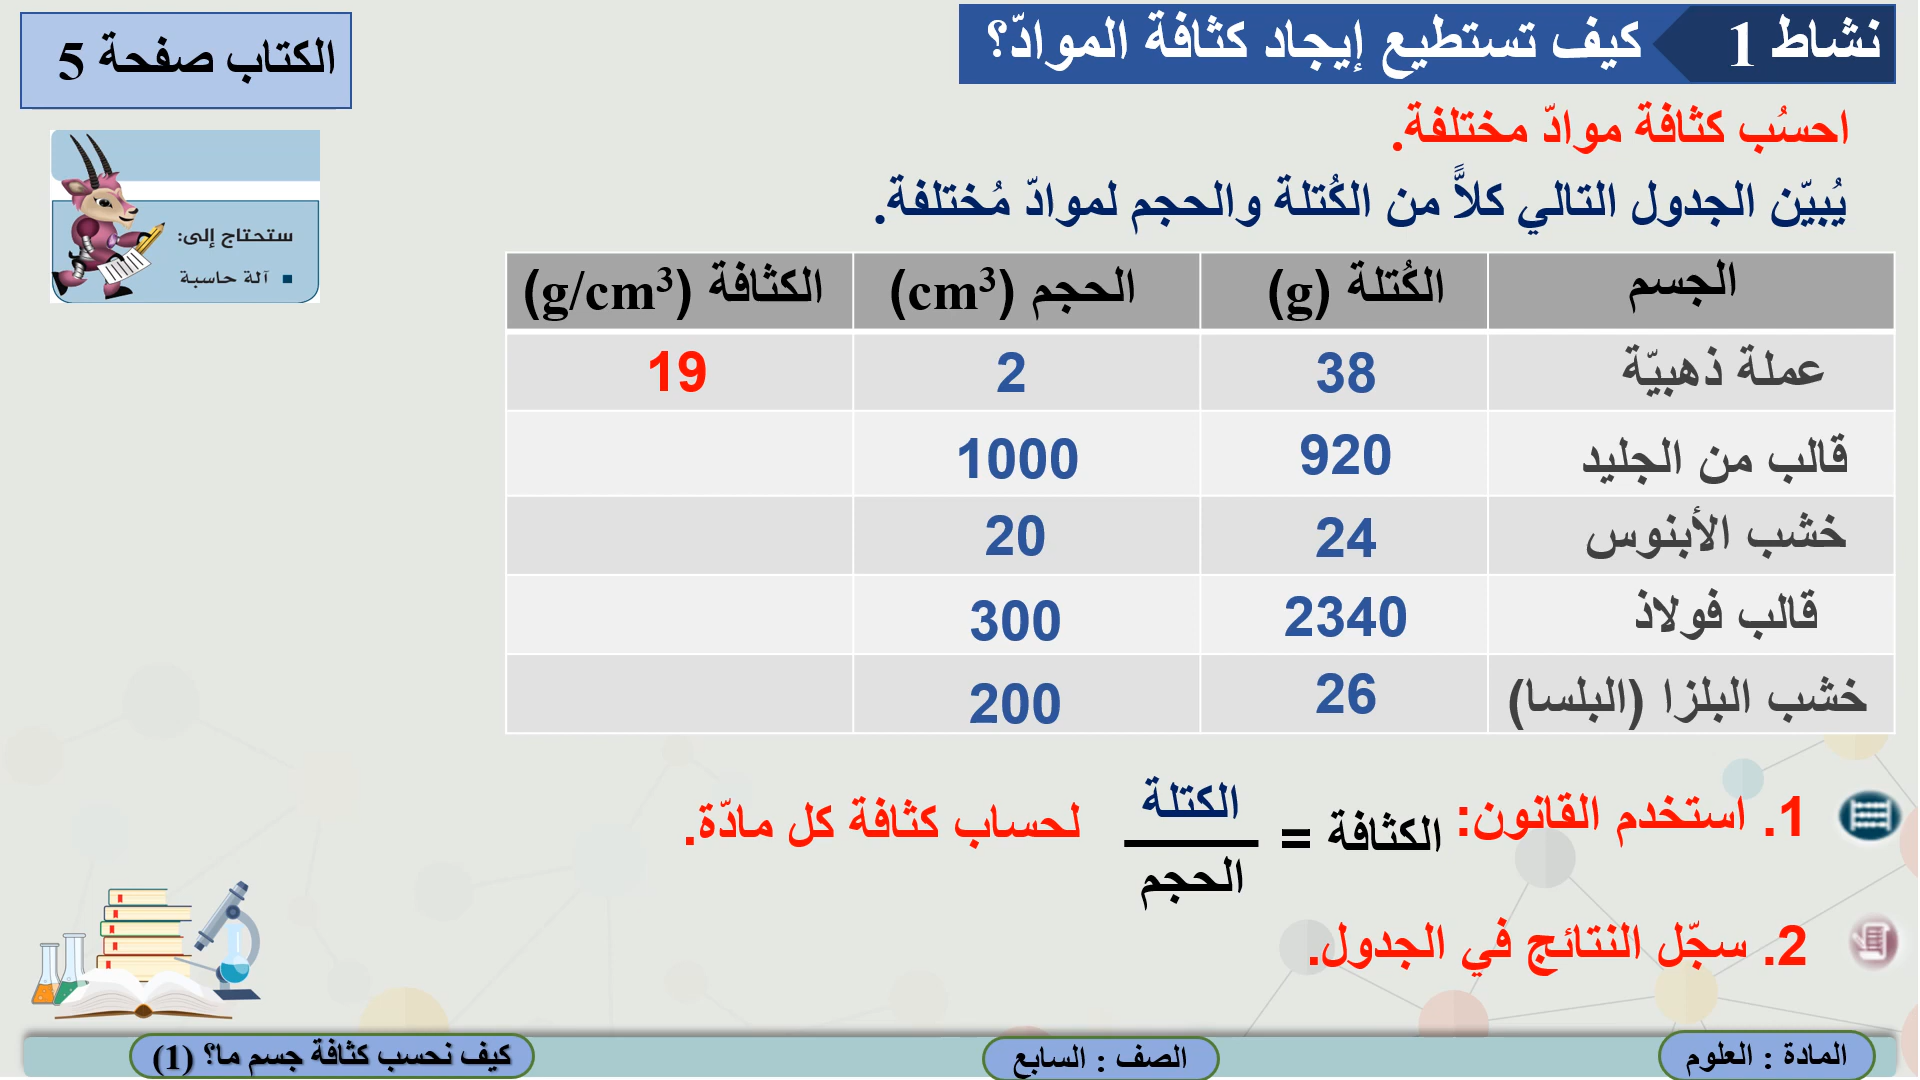 نشاط 1 كيف تستطيع إيجاد كثافة الموادّ؟
الكتاب صفحة 5
احسُب كثافة موادّ مختلفة.
يُبيّن الجدول التالي كلاًّ من الكُتلة والحجم لموادّ مُختلفة.
ستحتاج إلى:
▪ آلة حاسبة
الجسم الكُتلة (g) الحجم (cm³) الكثافة (g/cm³)
عملة ذهبيّة 38 2 19
قالب من الجليد 920 1000
خشب الأبنوس 24 20
قالب فولاذ 2340 300
خشب البلزا (البلسا) 26 200
1. استخدم القانون: الكثافة = الكتلة لحساب كثافة كل مادّة.
الحجم
2. سجّل النتائج في الجدول.
المادة : العلوم الصف : السابع كيف نحسب كثافة جسم ما؟ (1)